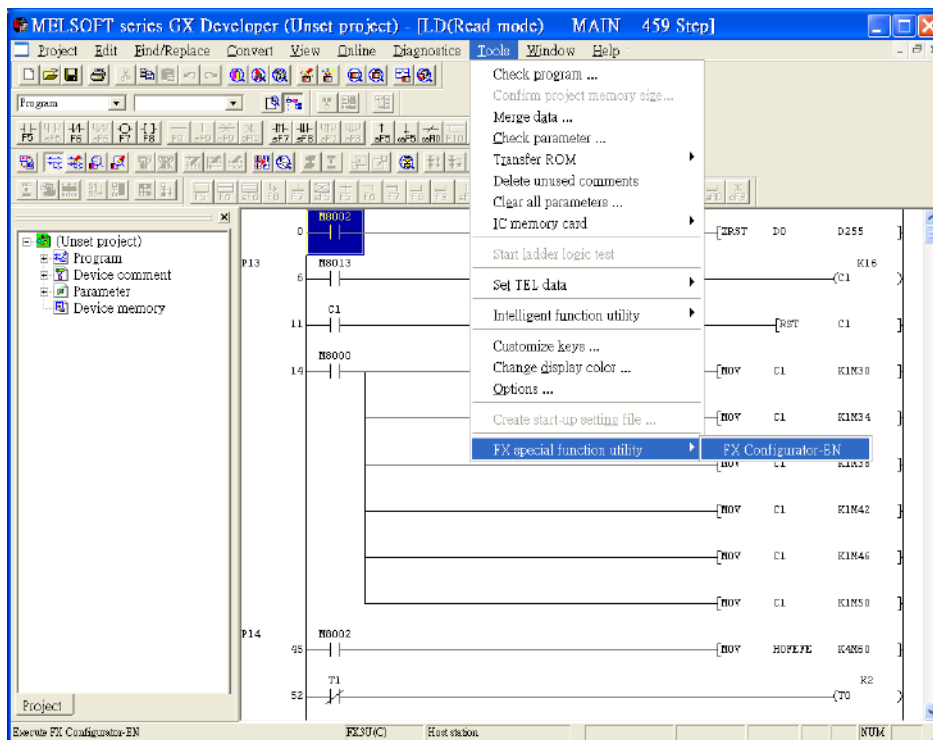 MELSOFT series GX Developer (Unset project) - [LD(Read mode) MAIN 459 Step]
Project Edit Find/Replace Convert View Online Diagnostics Tools Window Help
Program
Check program ...
Confirm project memory size...
Merge data ...
Check parameter ...
Transfer ROM
Delete unused comments
Clear all parameters ...
IC memory card
Start ladder logic test
Set TEL data
Intelligent function utility
Customize keys ...
Change display color ...
Options ...
Create start-up setting file ...
FX special function utility
FX Configurator-EN
(Unset project)
Program
Device comment
Parameter
Device memory
Project
M8002
0 ZRST D0 D255
P13 M8013 K16
6 (C1 )
C1
11 RST C1
M8000
14 MOV C1 K1M30
MOV C1 K1M34
MOV C1 K1M38
MOV C1 K1M42
MOV C1 K1M46
MOV C1 K1M50
P14 M8002
45 MOV H0FEFE K4M60
T1 K2
52 (T0 )
Execute FX Configurator-EN FX3U(C) Host station NUM